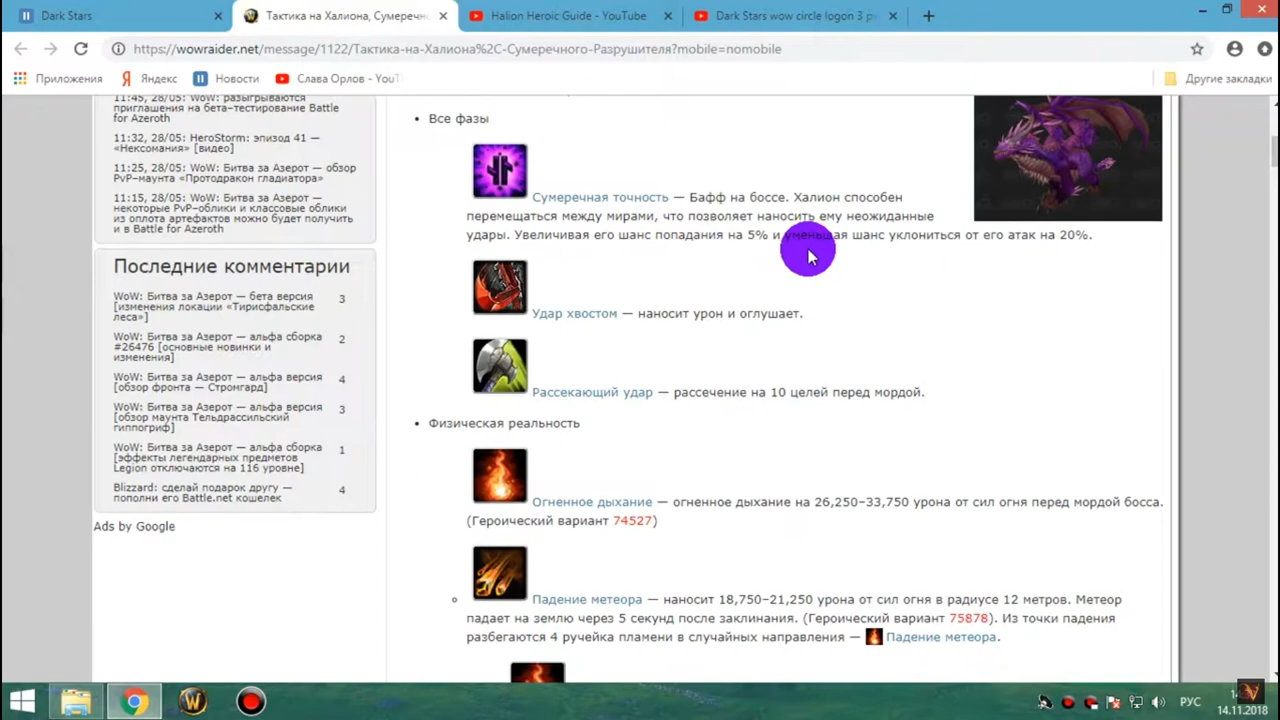 Dark Stars
Тактика на Халиона, Сумеречн
Halion Heroic Guide - YouTube
Dark Stars wow circle logon 3 р
https://wowraider.net/message/1122/Тактика-на-Халиона%2C-Сумеречного-Разрушителя?mobile=nomobile
Приложения
Яндекс
Новости
Слава Орлов - YouT
Другие закладки
11:45, 28/05: WoW: разыгрываются
приглашения на бета-тестирование Battle
for Azeroth
11:32, 28/05: HeroStorm: эпизод 41 —
«Нексомания» [видео]
11:25, 28/05: WoW: Битва за Азерот — обзор
PvP-маунта «Протодракон гладиатора»
11:15, 28/05: WoW: Битва за Азерот —
некоторые PvP-облики и классовые облики
из оплота артефактов можно будет получить
и в Battle for Azeroth
Последние комментарии
WoW: Битва за Азерот — бета версия 3
[изменения локации «Тирисфальские
леса»]
WoW: Битва за Азерот — альфа сборка 2
#26476 [основные новинки и
изменения]
WoW: Битва за Азерот — альфа версия 4
[обзор фронта — Стромгард]
WoW: Битва за Азерот — альфа версия 3
[обзор маунта Тельдрассильский
гиппогриф]
WoW: Битва за Азерот — альфа сборка 1
[эффекты легендарных предметов
Legion отключаются на 116 уровне]
Blizzard: сделай подарок другу — 4
пополни его Battle.net кошелек
Ads by Google
Все фазы
Сумеречная точность — Бафф на боссе. Халион способен
перемещаться между мирами, что позволяет наносить ему неожиданные
удары. Увеличивая его шанс попадания на 5% и уменьшая шанс уклониться от его атак на 20%.
Удар хвостом — наносит урон и оглушает.
Рассекающий удар — рассечение на 10 целей перед мордой.
Физическая реальность
Огненное дыхание — огненное дыхание на 26,250–33,750 урона от сил огня перед мордой босса.
(Героический вариант 74527)
Падение метеора — наносит 18,750–21,250 урона от сил огня в радиусе 12 метров. Метеор
падает на землю через 5 секунд после заклинания. (Героический вариант 75878). Из точки падения
разбегаются 4 ручейка пламени в случайных направления — Падение метеора.
РУС
14.11.2018